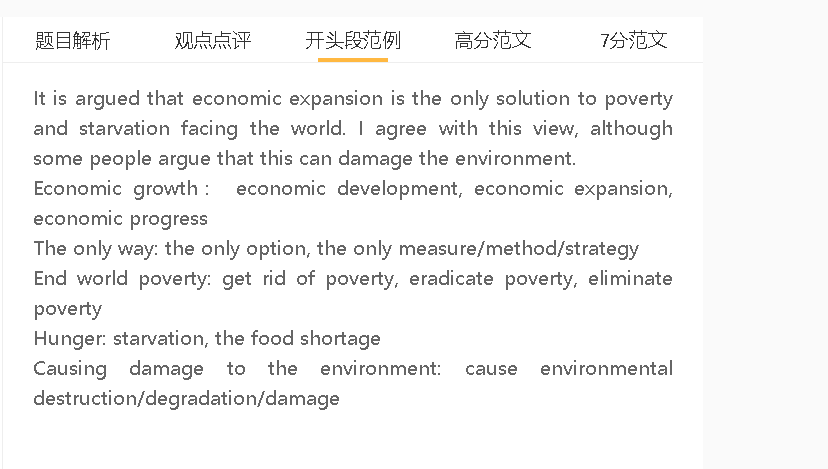 题目解析 观点点评 开头段范例 高分范文 7分范文
It is argued that economic expansion is the only solution to poverty
and starvation facing the world. I agree with this view, although
some people argue that this can damage the environment.
Economic growth： economic development, economic expansion,
economic progress
The only way: the only option, the only measure/method/strategy
End world poverty: get rid of poverty, eradicate poverty, eliminate
poverty
Hunger: starvation, the food shortage
Causing damage to the environment: cause environmental
destruction/degradation/damage